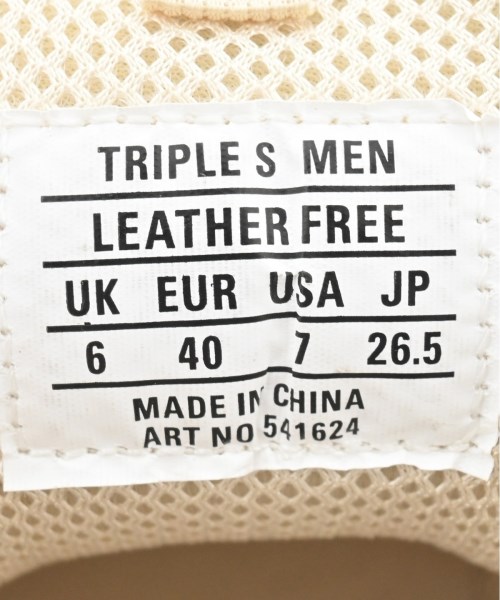 TRIPLE S MEN
LEATHER FREE
UK EUR USA JP
6 40 7 26.5
MADE IN CHINA
ART NO 541624